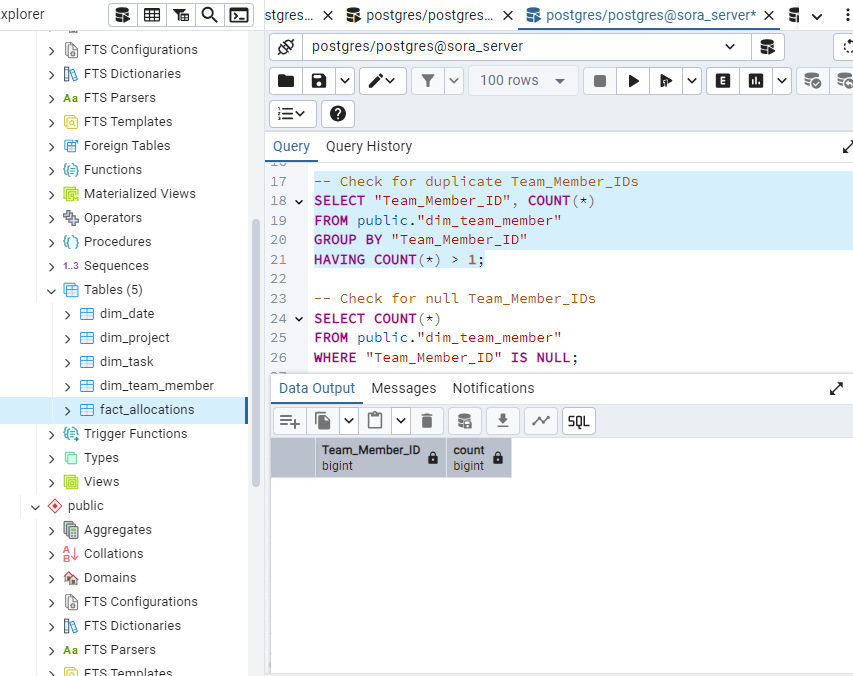 xplorer
FTS Configurations
FTS Dictionaries
Aa FTS Parsers
FTS Templates
Foreign Tables
Functions
Materialized Views
Operators
Procedures
1..3 Sequences
Tables (5)
dim_date
dim_project
dim_task
dim_team_member
fact_allocations
Trigger Functions
Types
Views
public
Aggregates
Collations
Domains
FTS Configurations
FTS Dictionaries
Aa FTS Parsers
FTS Templates
stgres...
postgres/postgres...
postgres/postgres@sora_server*
postgres/postgres@sora_server
100 rows
E
Query Query History
17 -- Check for duplicate Team_Member_IDs
18 SELECT "Team_Member_ID", COUNT(*)
19 FROM public."dim_team_member"
20 GROUP BY "Team_Member_ID"
21 HAVING COUNT(*) > 1;
22
23 -- Check for null Team_Member_IDs
24 SELECT COUNT(*)
25 FROM public."dim_team_member"
26 WHERE "Team_Member_ID" IS NULL;
Data Output Messages Notifications
SQL
Team_Member_ID count
bigint bigint